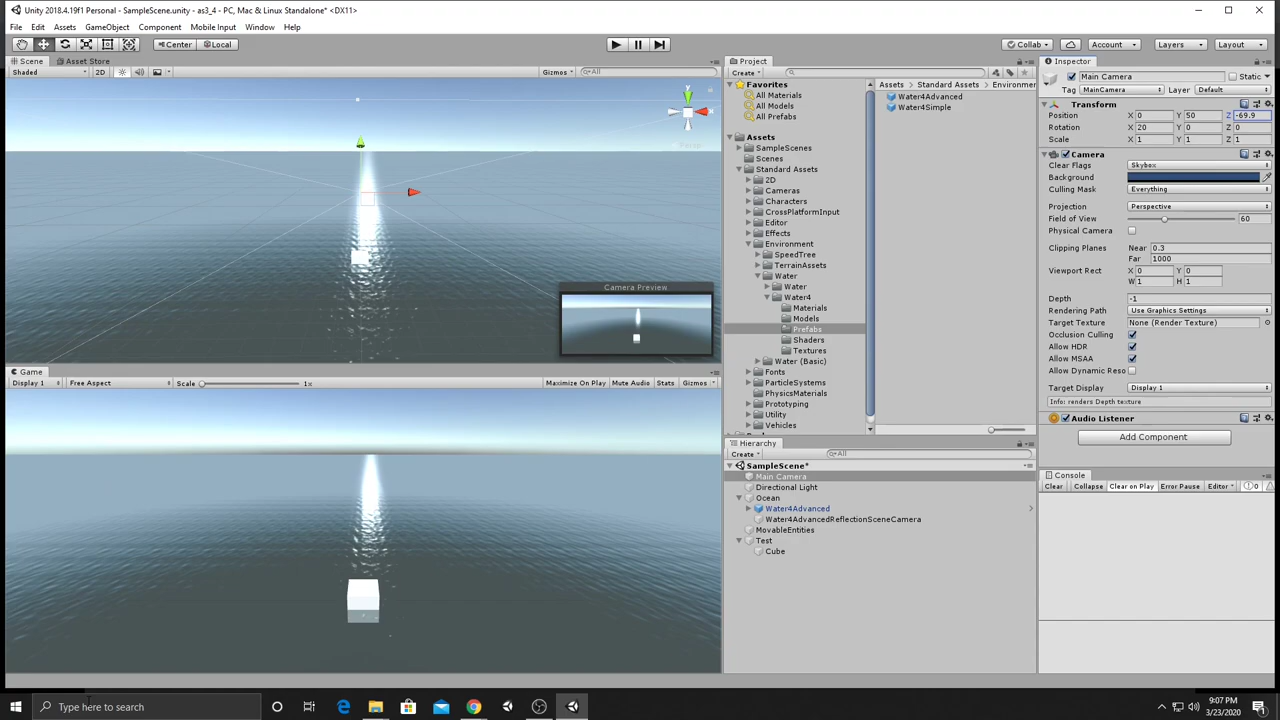 Unity 2018.4.19f1 Personal - SampleScene.unity - as3_4 - PC, Mac & Linux Standalone* <DX11>
File Edit Assets GameObject Component Mobile Input Window Help
Center Local Collab Account Layers Layout
Scene Asset Store
Shaded 2D Gizmos All
y
Persp
Camera Preview
Game
Display 1 Free Aspect Scale 1x Maximize On Play Mute Audio Stats Gizmos
Project
Create
Favorites
All Materials
All Models
All Prefabs
Assets
SampleScenes
Scenes
Standard Assets
2D
Cameras
Characters
CrossPlatformInput
Editor
Effects
Environment
SpeedTree
TerrainAssets
Water
Water
Water4
Materials
Models
Prefabs
Shaders
Textures
Water (Basic)
Fonts
ParticleSystems
PhysicsMaterials
Prototyping
Utility
Vehicles
Assets Standard Assets Environmer
Water4Advanced
Water4Simple
Hierarchy
Create All
SampleScene*
Main Camera
Directional Light
Ocean
Water4Advanced
Water4AdvancedReflectionSceneCamera
MovableEntities
Test
Cube
Inspector
Main Camera Static
Tag MainCamera Layer Default
Transform
Position X 0 Y 50 Z -69.9
Rotation X 20 Y 0 Z 0
Scale X 1 Y 1 Z 1
Camera
Clear Flags Skybox
Background
Culling Mask Everything
Projection Perspective
Field of View 60
Physical Camera
Clipping Planes Near 0.3
Far 1000
Viewport Rect X 0 Y 0
W 1 H 1
Depth -1
Rendering Path Use Graphics Settings
Target Texture None (Render Texture)
Occlusion Culling
Allow HDR
Allow MSAA
Allow Dynamic Reso
Target Display Display 1
Info: renders Depth texture
Audio Listener
Add Component
Console
Clear Collapse Clear on Play Error Pause Editor 0
Type here to search
9:07 PM
3/23/2020
1